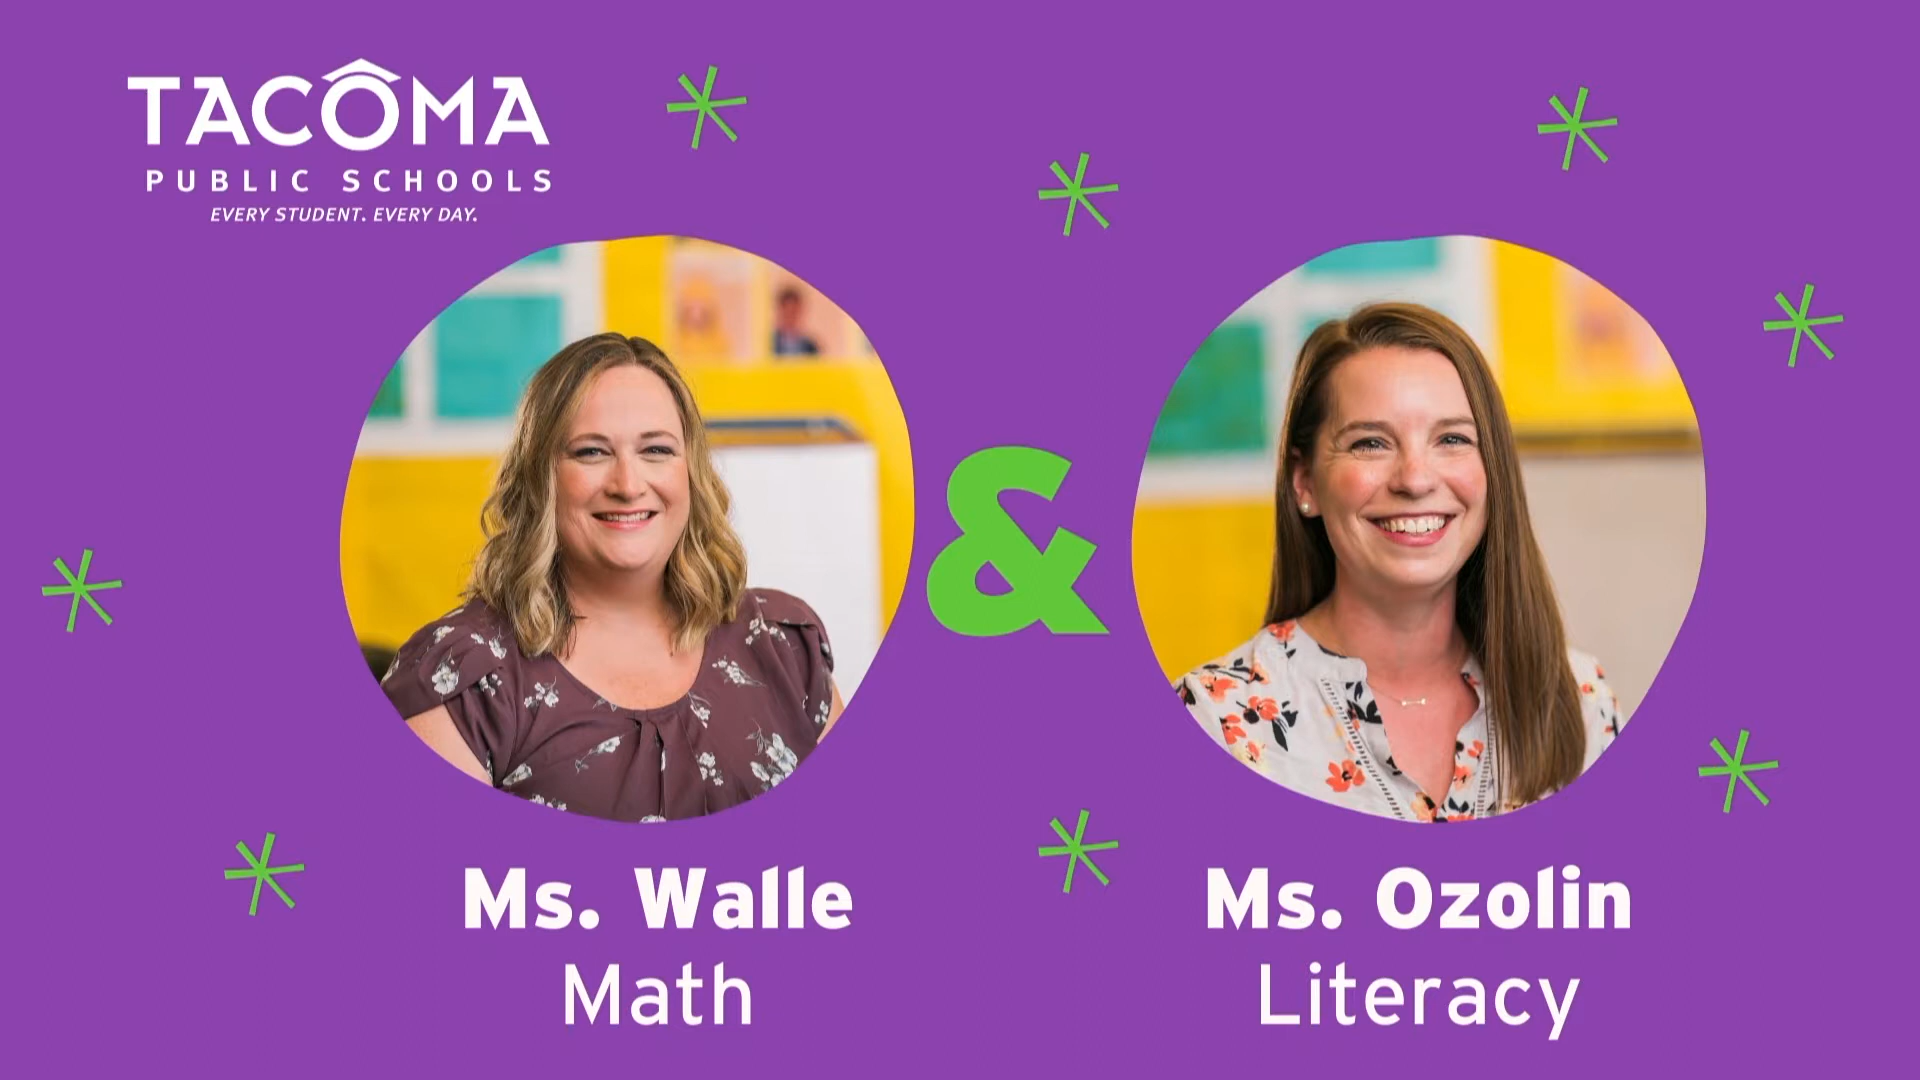 TACOMA
PUBLIC SCHOOLS
EVERY STUDENT. EVERY DAY.
&
Ms. Walle
Math
Ms. Ozolin
Literacy